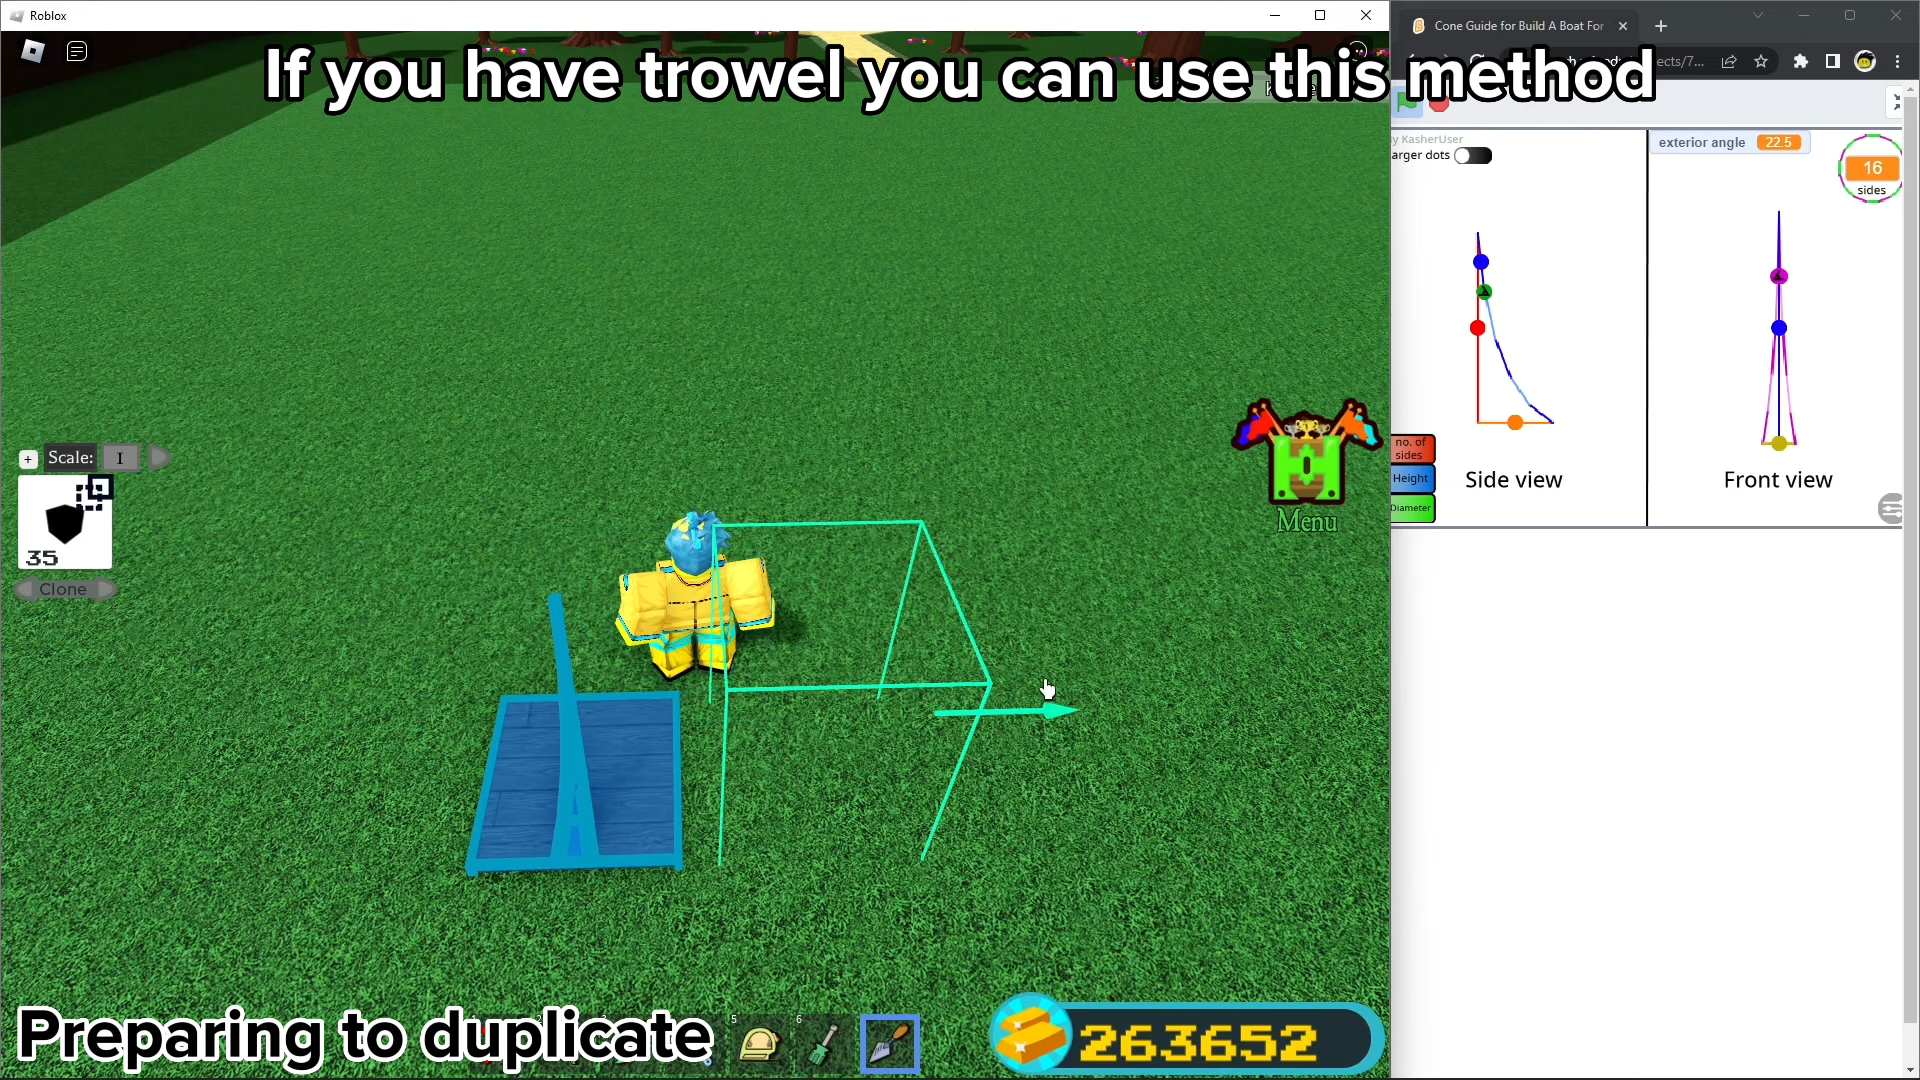 Roblox
Cone Guide for Build A Boat For
If you have trowel you can use this method
ects/7...
y KasherUser
arger dots
exterior angle 22.5
16
sides
Scale:
35
Clone
Menu
no. of
sides
Height
Diameter
Side view
Front view
Preparing to duplicate
5
6
263652